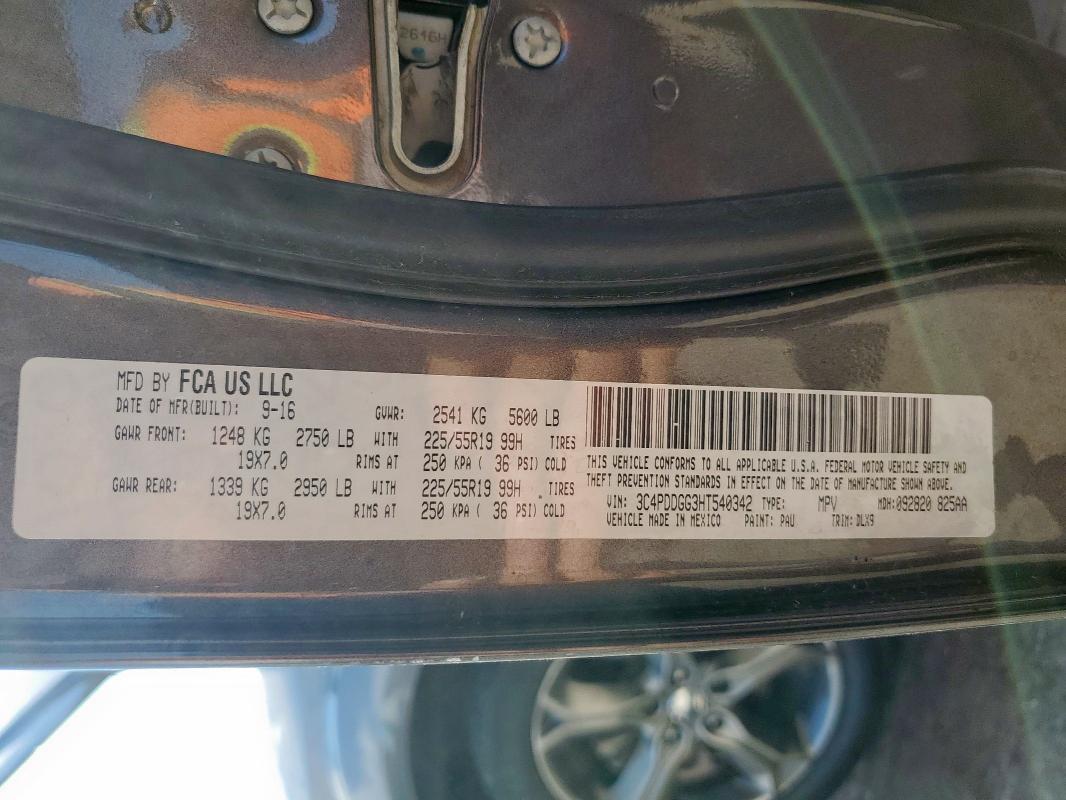 2646H
MFD BY FCA US LLC
DATE OF MFR(BUILT): 9-16 GVWR: 2541 KG 5600 LB
GAWR FRONT: 1248 KG 2750 LB WITH 225/55R19 99H TIRES
19X7.0 RIMS AT 250 KPA ( 36 PSI) COLD
GAWR REAR: 1339 KG 2950 LB WITH 225/55R19 99H TIRES
19X7.0 RIMS AT 250 KPA ( 36 PSI) COLD
THIS VEHICLE CONFORMS TO ALL APPLICABLE U.S.A. FEDERAL MOTOR VEHICLE SAFETY AND
THEFT PREVENTION STANDARDS IN EFFECT ON THE DATE OF MANUFACTURE SHOWN ABOVE.
VIN: 3C4PDDGG3HT540342 TYPE: MPV MDH:092820 825AA
VEHICLE MADE IN MEXICO PAINT: PAU TRIM: DLX9